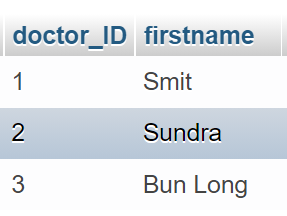 doctor_ID firstname
1 Smit
2 Sundra
3 Bun Long